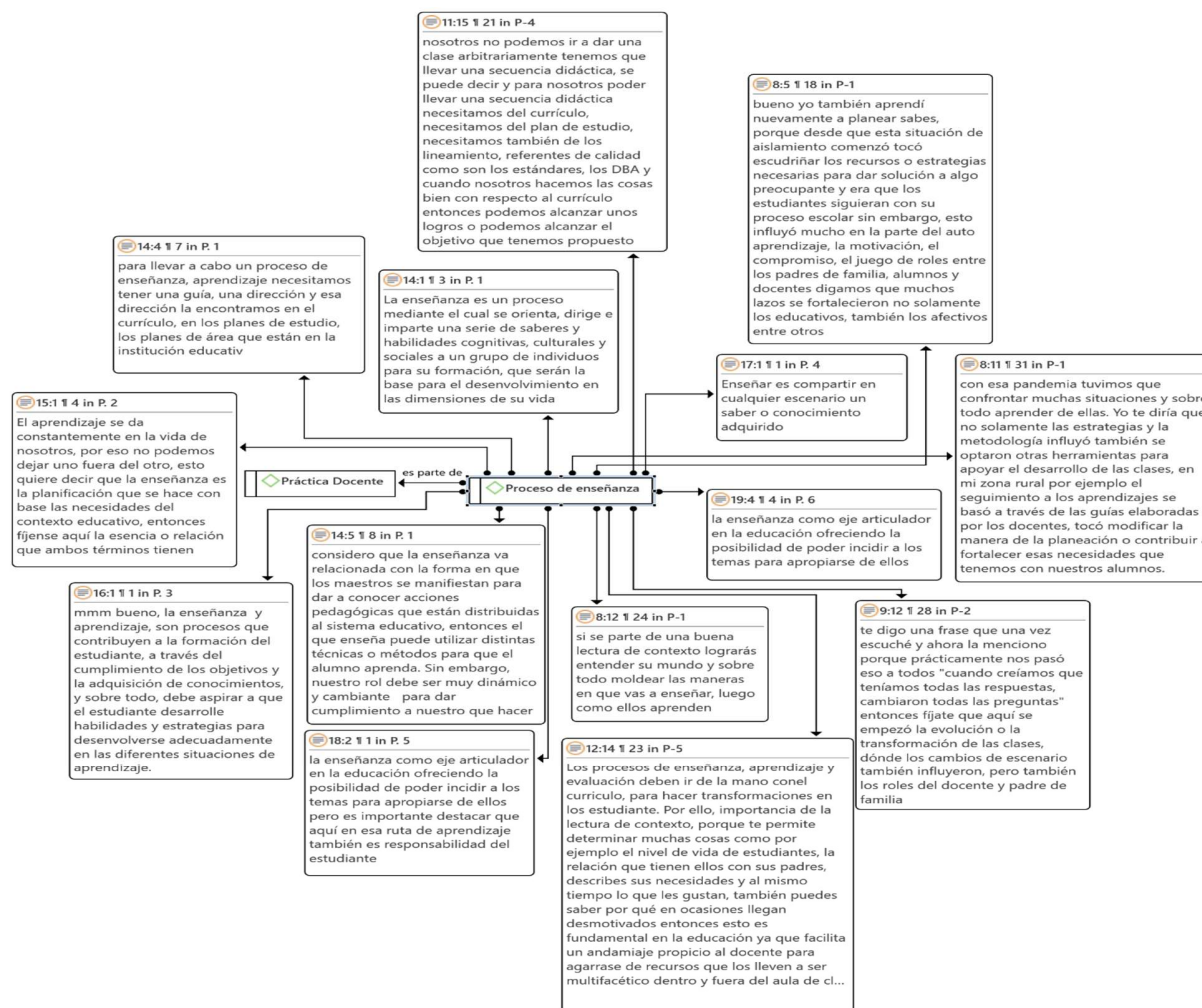 11:15 ¶ 21 in P-4
nosotros no podemos ir a dar una
clase arbitrariamente tenemos que
llevar una secuencia didáctica, se
puede decir y para nosotros poder
llevar una secuencia didáctica
necesitamos del currículo,
necesitamos del plan de estudio,
necesitamos también de los
lineamiento, referentes de calidad
como son los estándares, los DBA y
cuando nosotros hacemos las cosas
bien con respecto al currículo
entonces podemos alcanzar unos
logros o podemos alcanzar el
objetivo que tenemos propuesto
8:5 ¶ 18 in P-1
bueno yo también aprendí
nuevamente a planear sabes,
porque desde que esta situación de
aislamiento comenzó tocó
escudriñar los recursos o estrategias
necesarias para dar solución a algo
preocupante y era que los
estudiantes siguieran con su
proceso escolar sin embargo, esto
influyó mucho en la parte del auto
aprendizaje, la motivación, el
compromiso, el juego de roles entre
los padres de familia, alumnos y
docentes digamos que muchos
lazos se fortalecieron no solamente
los educativos, también los afectivos
entre otros
14:4 ¶ 7 in P. 1
para llevar a cabo un proceso de
enseñanza, aprendizaje necesitamos
tener una guía, una dirección y esa
dirección la encontramos en el
currículo, en los planes de estudio,
los planes de área que están en la
institución educativ
14:1 ¶ 3 in P. 1
La enseñanza es un proceso
mediante el cual se orienta, dirige e
imparte una serie de saberes y
habilidades cognitivas, culturales y
sociales a un grupo de individuos
para su formación, que serán la
base para el desenvolvimiento en
las dimensiones de su vida
17:1 ¶ 1 in P. 4
Enseñar es compartir en
cualquier escenario un
saber o conocimiento
adquirido
8:11 ¶ 31 in P-1
con esa pandemia tuvimos que
confrontar muchas situaciones y sobre
todo aprender de ellas. Yo te diría que
no solamente las estrategias y la
metodología influyó también se
optaron otras herramientas para
apoyar el desarrollo de las clases, en
mi zona rural por ejemplo el
seguimiento a los aprendizajes se
basó a través de las guías elaboradas
por los docentes, tocó modificar la
manera de la planeación o contribuir a
fortalecer esas necesidades que
tenemos con nuestros alumnos.
15:1 ¶ 4 in P. 2
El aprendizaje se da
constantemente en la vida de
nosotros, por eso no podemos
dejar uno fuera del otro, esto
quiere decir que la enseñanza es
la planificación que se hace con
base las necesidades del
contexto educativo, entonces
fíjense aquí la esencia o relación
que ambos términos tienen
Práctica Docente
es parte de
Proceso de enseñanza
19:4 ¶ 4 in P. 6
la enseñanza como eje articulador
en la educación ofreciendo la
posibilidad de poder incidir a los
temas para apropiarse de ellos
14:5 ¶ 8 in P. 1
considero que la enseñanza va
relacionada con la forma en que
los maestros se manifiestan para
dar a conocer acciones
pedagógicas que están distribuidas
al sistema educativo, entonces el
que enseña puede utilizar distintas
técnicas o métodos para que el
alumno aprenda. Sin embargo,
nuestro rol debe ser muy dinámico
y cambiante para dar
cumplimiento a nuestro que hacer
16:1 ¶ 1 in P. 3
mmm bueno, la enseñanza y
aprendizaje, son procesos que
contribuyen a la formación del
estudiante, a través del
cumplimiento de los objetivos y
la adquisición de conocimientos,
y sobre todo, debe aspirar a que
el estudiante desarrolle
habilidades y estrategias para
desenvolverse adecuadamente
en las diferentes situaciones de
aprendizaje.
8:12 ¶ 24 in P-1
si se parte de una buena
lectura de contexto lograrás
entender su mundo y sobre
todo moldear las maneras
en que vas a enseñar, luego
como ellos aprenden
9:12 ¶ 28 in P-2
te digo una frase que una vez
escuché y ahora la menciono
porque prácticamente nos pasó
eso a todos "cuando creíamos que
teníamos todas las respuestas,
cambiaron todas las preguntas"
entonces fíjate que aquí se
empezó la evolución o la
transformación de las clases,
dónde los cambios de escenario
también influyeron, pero también
los roles del docente y padre de
familia
18:2 ¶ 1 in P. 5
la enseñanza como eje articulador
en la educación ofreciendo la
posibilidad de poder incidir a los
temas para apropiarse de ellos
pero es importante destacar que
aquí en esa ruta de aprendizaje
también es responsabilidad del
estudiante
12:14 ¶ 23 in P-5
Los procesos de enseñanza, aprendizaje y
evaluación deben ir de la mano conel
curriculo, para hacer transformaciones en
los estudiante. Por ello, importancia de la
lectura de contexto, porque te permite
determinar muchas cosas como por
ejemplo el nivel de vida de estudiantes, la
relación que tienen ellos con sus padres,
describes sus necesidades y al mismo
tiempo lo que les gustan, también puedes
saber por qué en ocasiones llegan
desmotivados entonces esto es
fundamental en la educación ya que facilita
un andamiaje propicio al docente para
agarrase de recursos que los lleven a ser
multifacético dentro y fuera del aula de cl...